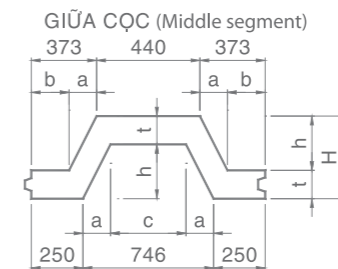 GIỮA CỌC (Middle segment)
373 440 373
b a a b
t h H
h t
a c a
250 746 250